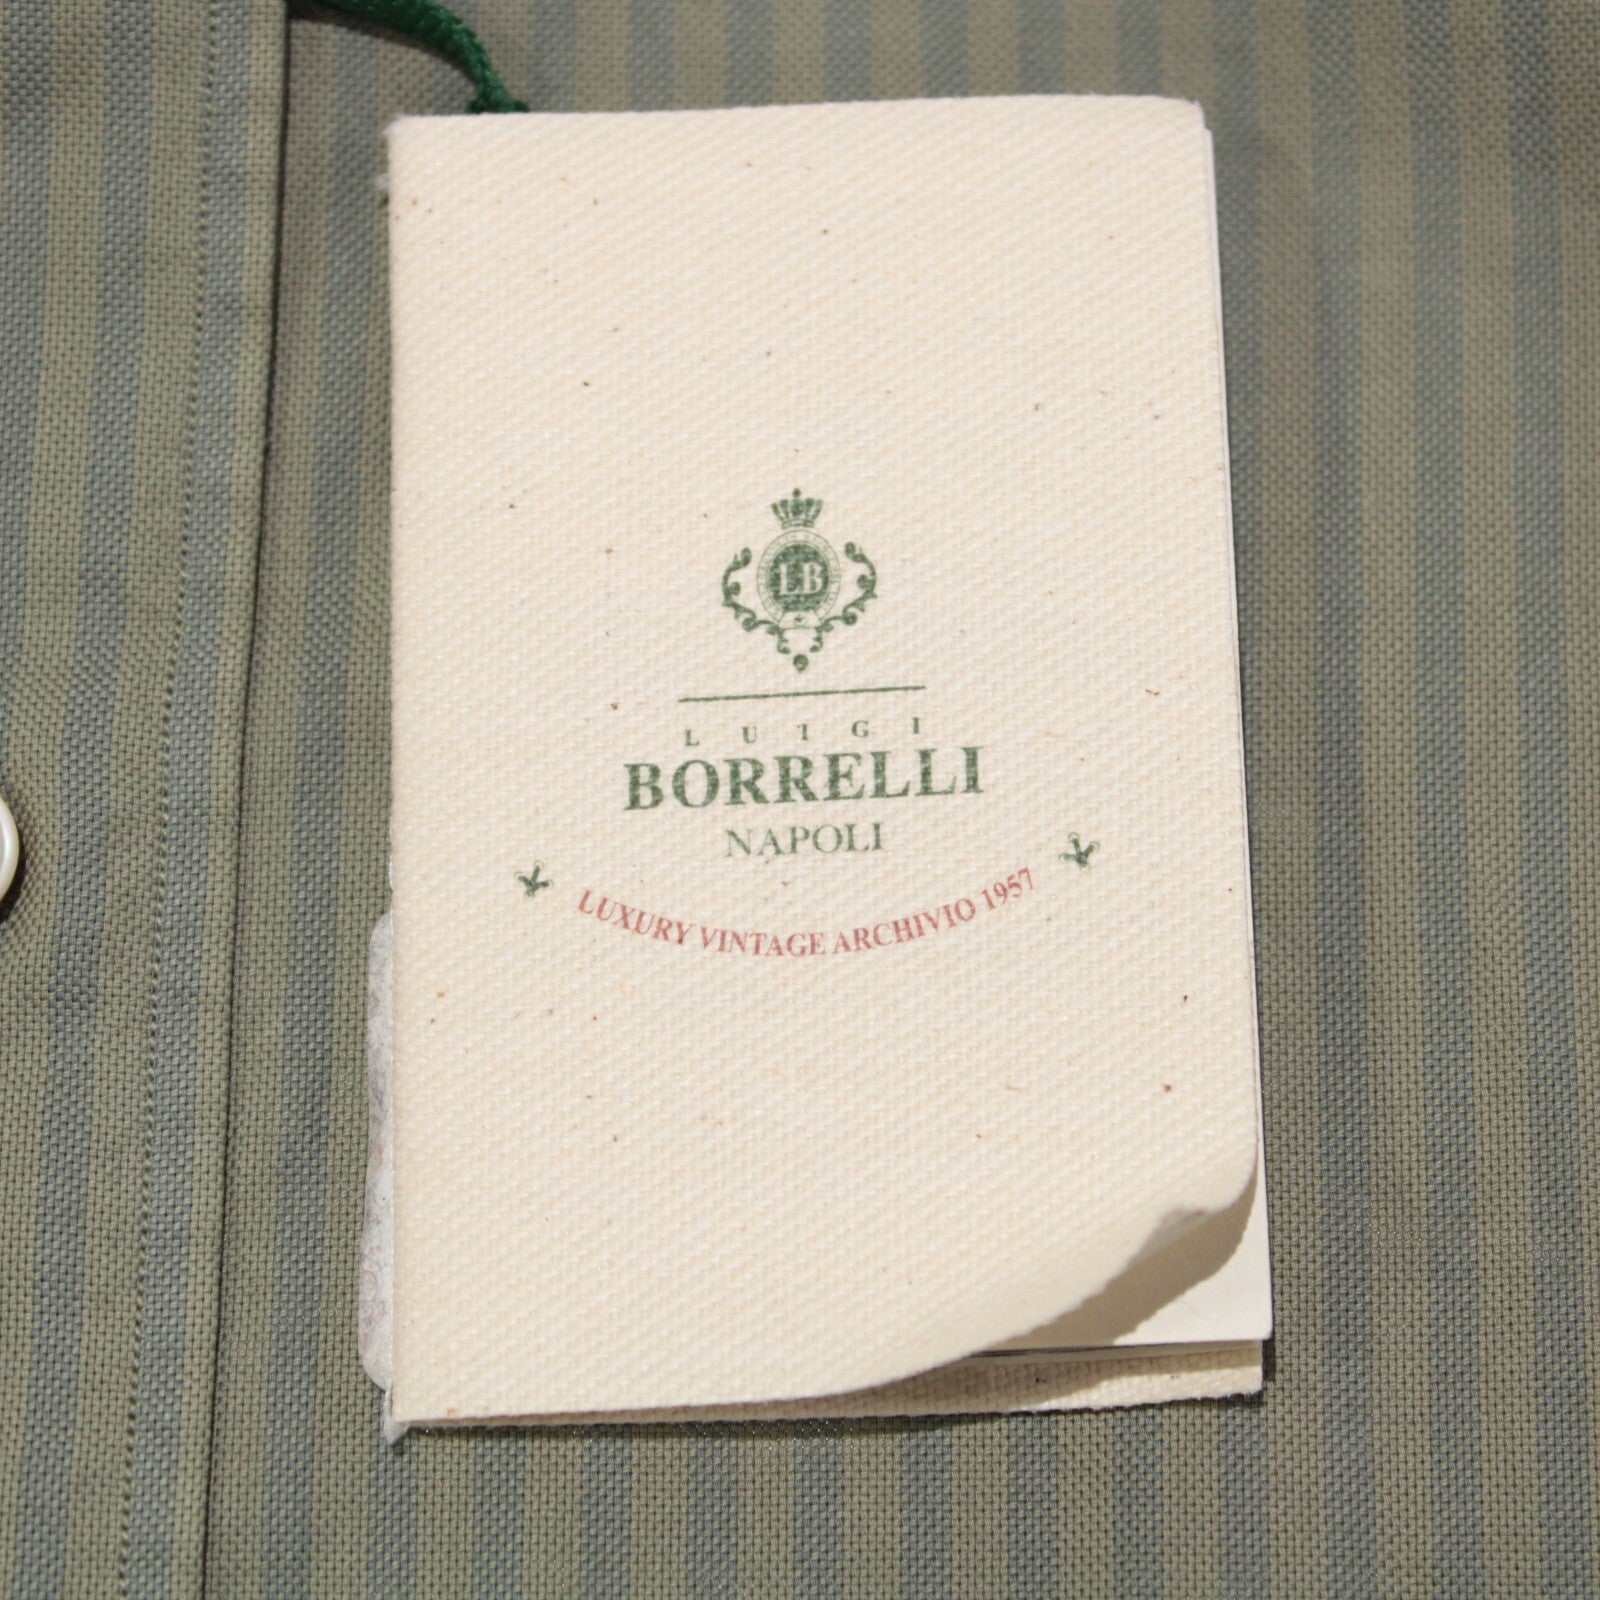 LB
LUIGI
BORRELLI
NAPOLI
LUXURY VINTAGE ARCHIVIO 1957